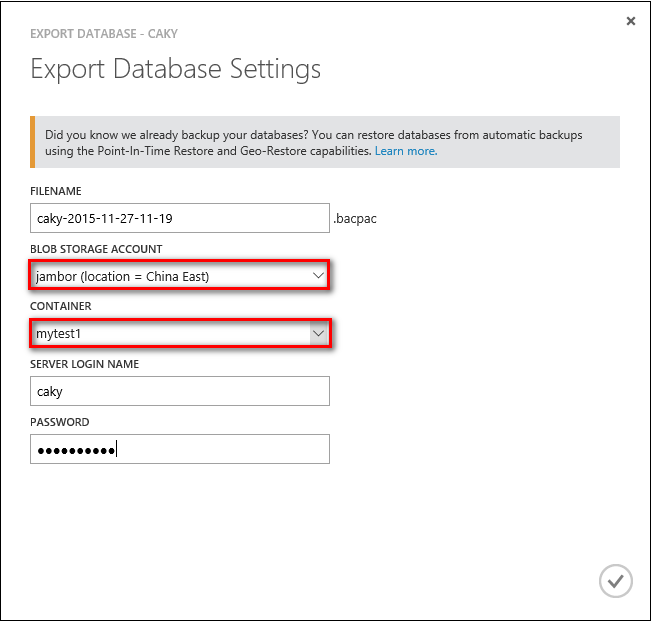 EXPORT DATABASE - CAKY
Export Database Settings
Did you know we already backup your databases? You can restore databases from automatic backups
using the Point-In-Time Restore and Geo-Restore capabilities. Learn more.
FILENAME
caky-2015-11-27-11-19 .bacpac
BLOB STORAGE ACCOUNT
jambor (location = China East)
CONTAINER
mytest1
SERVER LOGIN NAME
caky
PASSWORD
●●●●●●●●●●